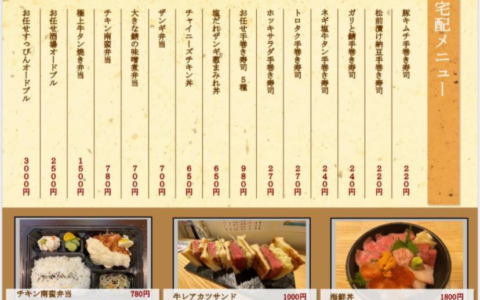 宅配メニュー
豚キムチ手巻き寿司 220円
松前漬け納豆手巻き寿司 220円
ガリと鯖手巻き寿司 240円
ネギ塩牛タン手巻き寿司 240円
トロタク手巻き寿司 270円
ホッキサラダ手巻き寿司 270円
お任せ手巻き寿司 5種 980円
塩だれザンギ葱まみれ丼 650円
チャイニーズチキン丼 650円
ザンギ弁当 700円
大きな鯖の味噌煮弁当 700円
チキン南蛮弁当 780円
極上牛タン焼き弁当 1500円
お任せ酒場オードブル 2500円
お任せすっぴんオードブル 3000円
チキン南蛮弁当 780円
牛レアカツサンド 1000円
海鮮丼 1800円